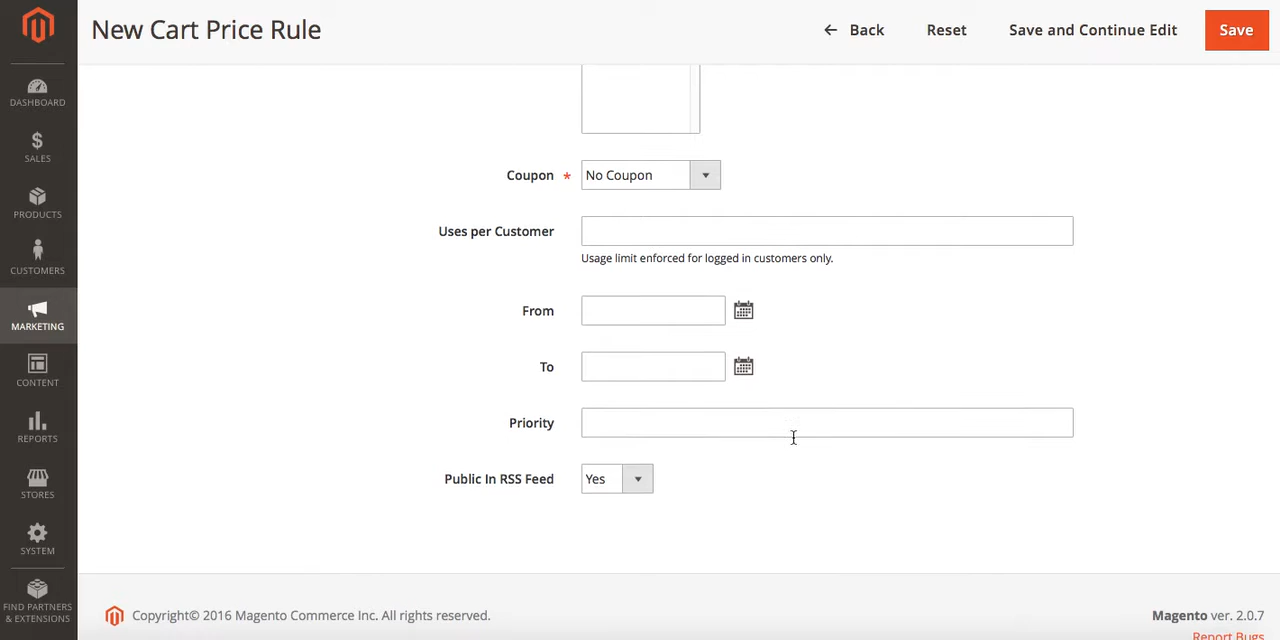 New Cart Price Rule
Back
Reset
Save and Continue Edit
Save
DASHBOARD
$
SALES
PRODUCTS
CUSTOMERS
MARKETING
CONTENT
REPORTS
STORES
SYSTEM
FIND PARTNERS
& EXTENSIONS
Coupon *
No Coupon
Uses per Customer
Usage limit enforced for logged in customers only.
From
To
Priority
Public In RSS Feed
Yes
Copyright© 2016 Magento Commerce Inc. All rights reserved.
Magento ver. 2.0.7
Report Bugs